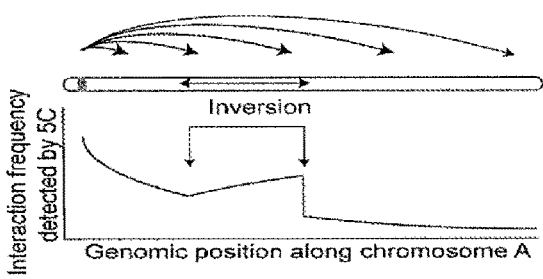 Inversion
Interaction frequency
detected by 5C
Genomic position along chromosome A